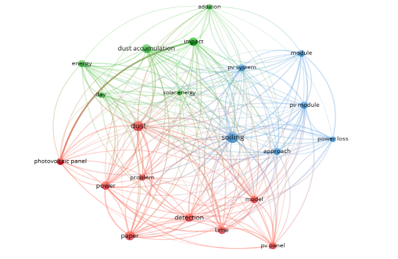 addition
impact
dust accumulation
module
energy
pv system
day
solar energy
pv module
dust
soiling
power loss
approach
photovoltaic panel
problem
power
model
detection
time
paper
pv panel